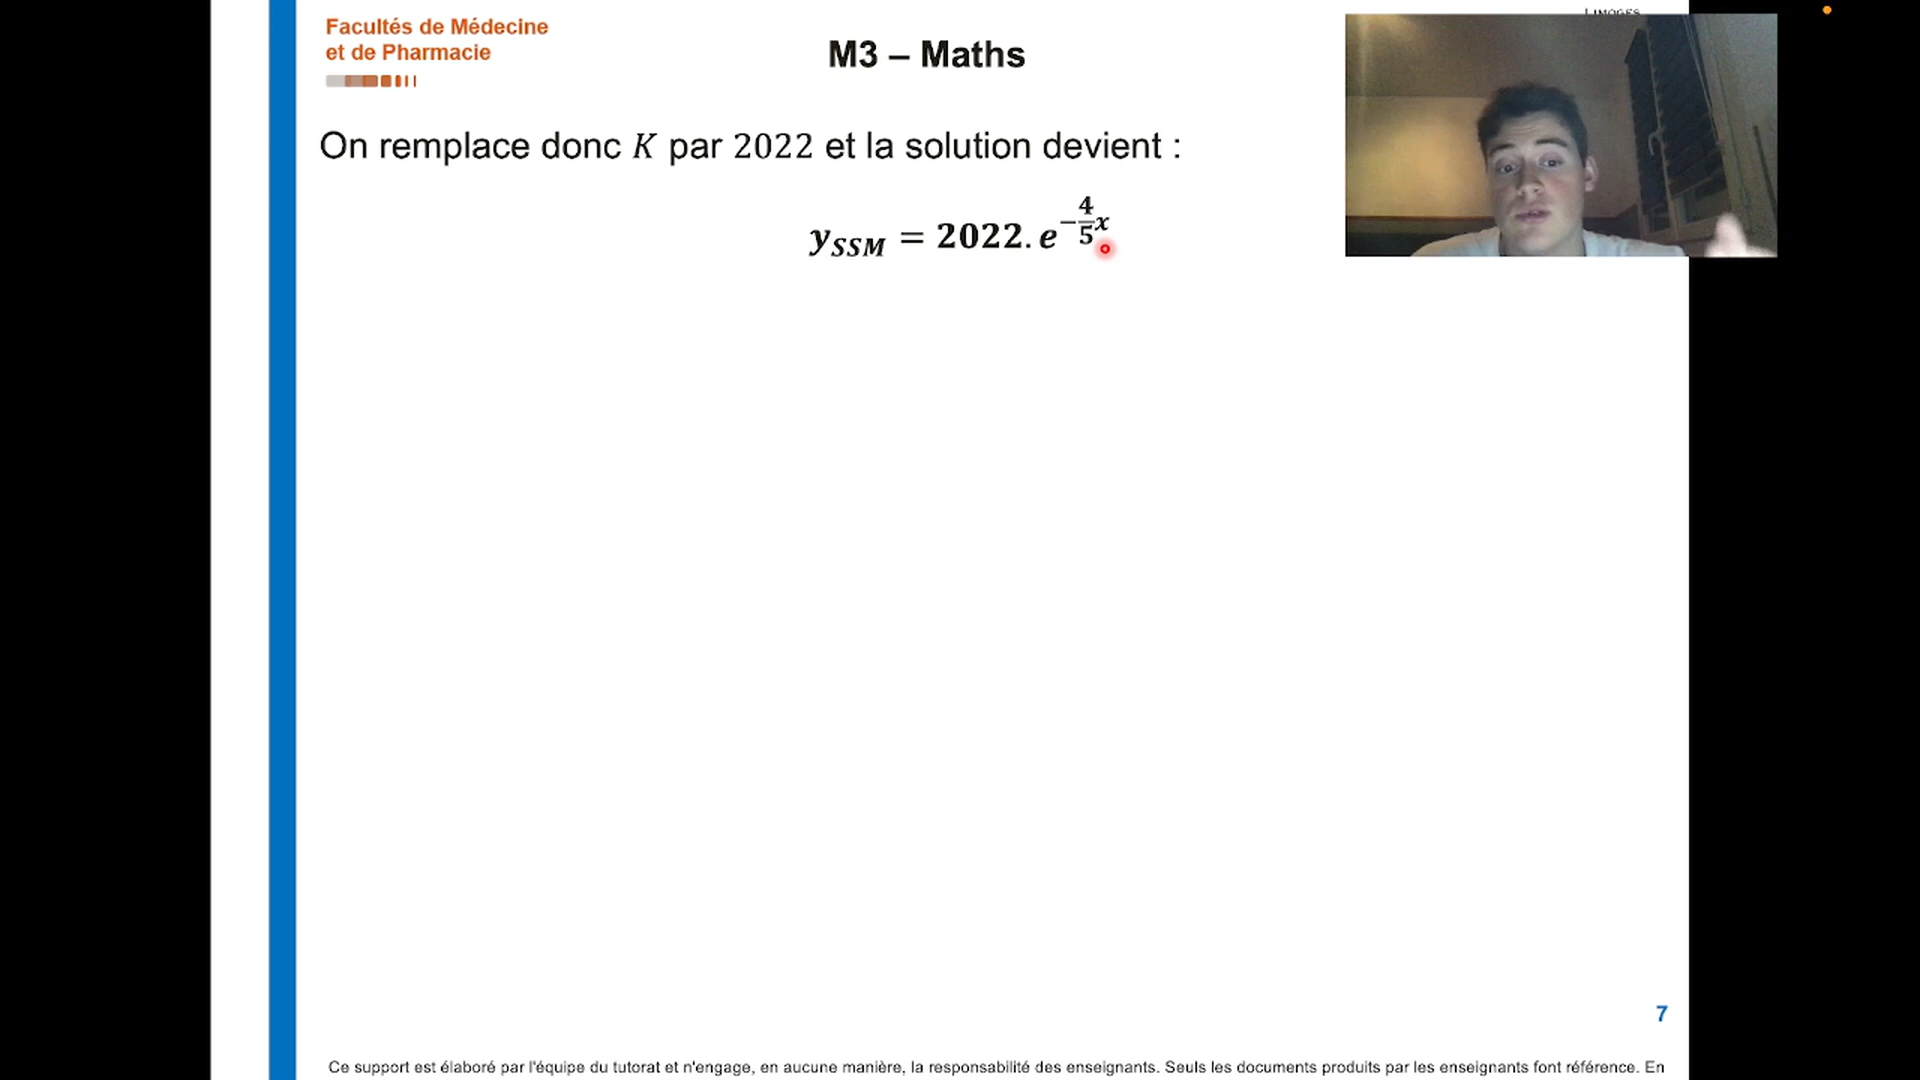 LIMOGES
Facultés de Médecine
et de Pharmacie
M3 – Maths
On remplace donc K par 2022 et la solution devient :
y_SSM = 2022. e^{-\frac{4}{5}x}
7
Ce support est élaboré par l'équipe du tutorat et n'engage, en aucune manière, la responsabilité des enseignants. Seuls les documents produits par les enseignants font référence. En